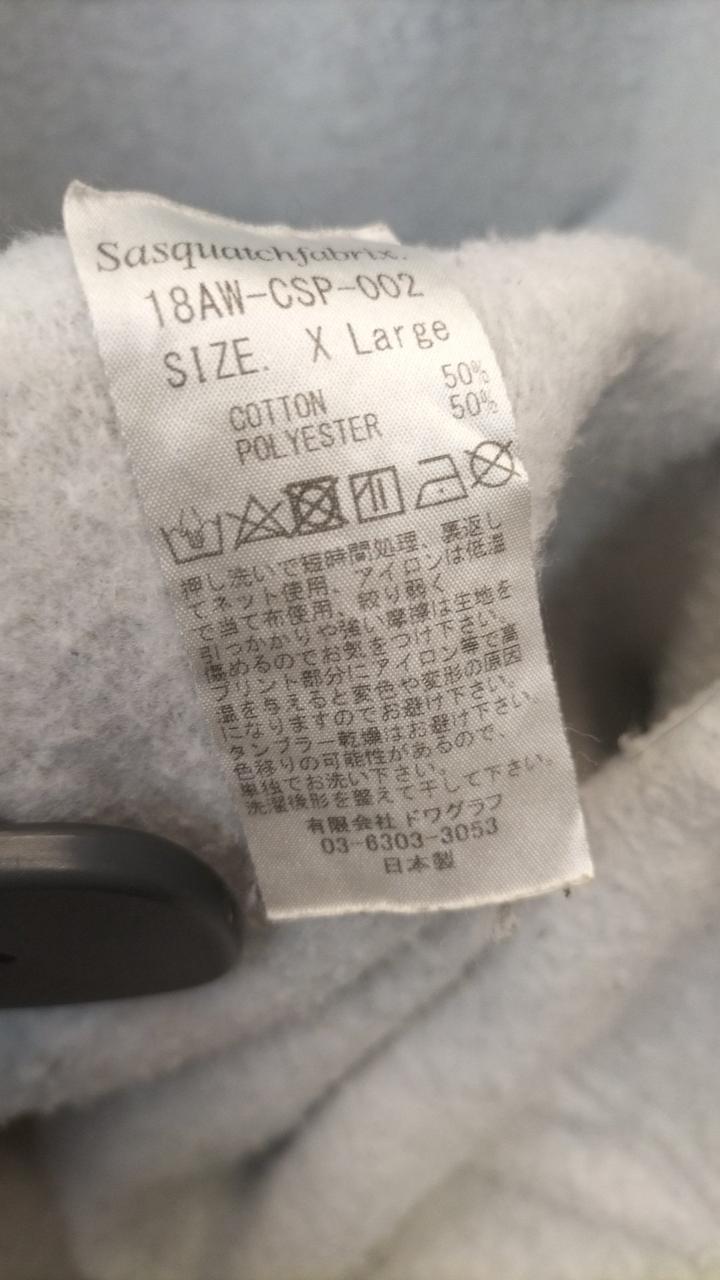 Sasquatchfabrix.
18AW-CSP-002
SIZE. X Large
COTTON 50%
POLYESTER 50%
押し洗いで短時間処理、裏返し
てネット使用、アイロンは低温
で当て布使用、絞り弱く
引っかかりや強い摩擦は生地を
傷めるのでお気をつけ下さい。
プリント部分にアイロン等で高
温を与えると変色や変形の原因
になりますのでお避け下さい。
タンブラー乾燥はお避け下さい。
色移りの可能性があるので、
単独でお洗い下さい。
洗濯後形を整えて干して下さい。
有限会社 ドワグラフ
03-6303-3053
日本製